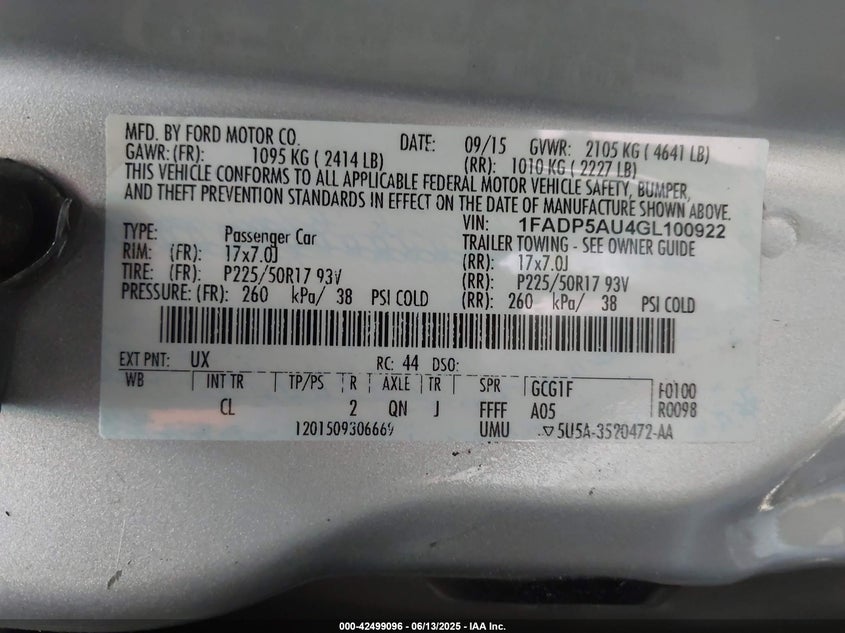 MFD. BY FORD MOTOR CO. DATE: 09/15 GVWR: 2105 KG ( 4641 LB)
GAWR: (FR): 1095 KG ( 2414 LB) (RR): 1010 KG ( 2227 LB)
THIS VEHICLE CONFORMS TO ALL APPLICABLE FEDERAL MOTOR VEHICLE SAFETY, BUMPER,
AND THEFT PREVENTION STANDARDS IN EFFECT ON THE DATE OF MANUFACTURE SHOWN ABOVE.
VIN: 1FADP5AU4GL100922
TYPE: Passenger Car TRAILER TOWING - SEE OWNER GUIDE
RIM: (FR): 17x7.0J (RR): 17x7.0J
TIRE: (FR): P225/50R17 93V (RR): P225/50R17 93V
PRESSURE: (FR): 260 kPa/ 38 PSI COLD (RR): 260 kPa/ 38 PSI COLD
EXT PNT: UX RC: 44 DSO:
WB INT TR TP/PS R AXLE TR SPR GCG1F F0100
CL 2 QN J FFFF A05 R0098
1201509306669 UMU ▽5U5A-3520472-AA
000-42499096 - 06/13/2025 - IAA Inc.